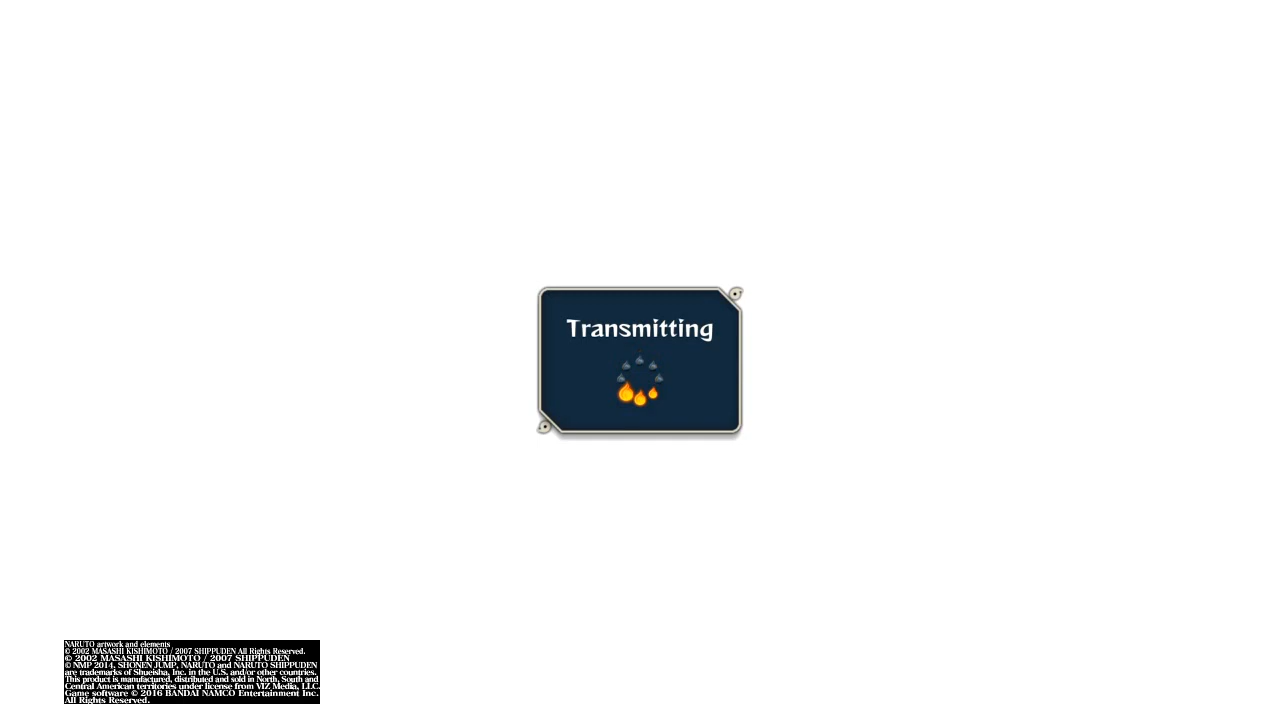 Transmitting
NARUTO artwork and elements
© 2002 MASASHI KISHIMOTO / 2007 SHIPPUDEN All Rights Reserved.
© 2002 MASASHI KISHIMOTO / 2007 SHIPPUDEN
© NMP 2014, SHONEN JUMP, NARUTO and NARUTO SHIPPUDEN
are trademarks of Shueisha, Inc. in the U.S. and/or other countries.
This product is manufactured, distributed and sold in North, South and
Central American territories under license from VIZ Media, LLC.
Game software © 2016 BANDAI NAMCO Entertainment Inc.
All Rights Reserved.